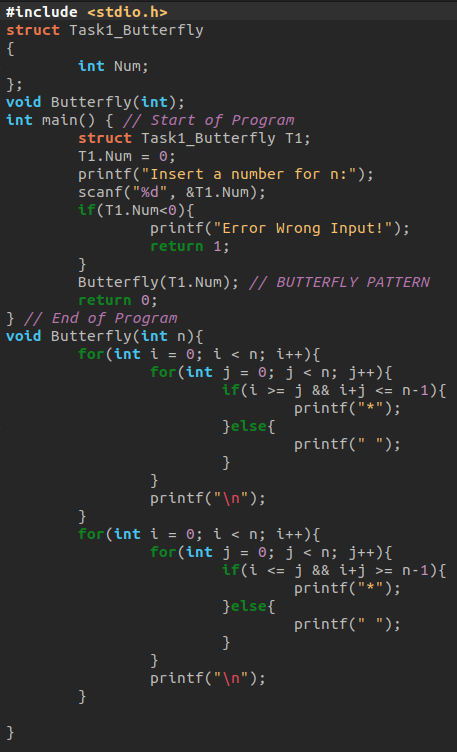 #include <stdio.h>
struct Task1_Butterfly
{
        int Num;
};
void Butterfly(int);
int main() { // Start of Program
        struct Task1_Butterfly T1;
        T1.Num = 0;
        printf("Insert a number for n:");
        scanf("%d", &T1.Num);
        if(T1.Num<0){
                printf("Error Wrong Input!");
                return 1;
        }
        Butterfly(T1.Num); // BUTTERFLY PATTERN
        return 0;
} // End of Program
void Butterfly(int n){
        for(int i = 0; i < n; i++){
                for(int j = 0; j < n; j++){
                        if(i >= j && i+j <= n-1){
                                printf("*");
                        }else{
                                printf(" ");
                        }
                }
                printf("\n");
        }
        for(int i = 0; i < n; i++){
                for(int j = 0; j < n; j++){
                        if(i <= j && i+j >= n-1){
                                printf("*");
                        }else{
                                printf(" ");
                        }
                }
                printf("\n");
        }

}